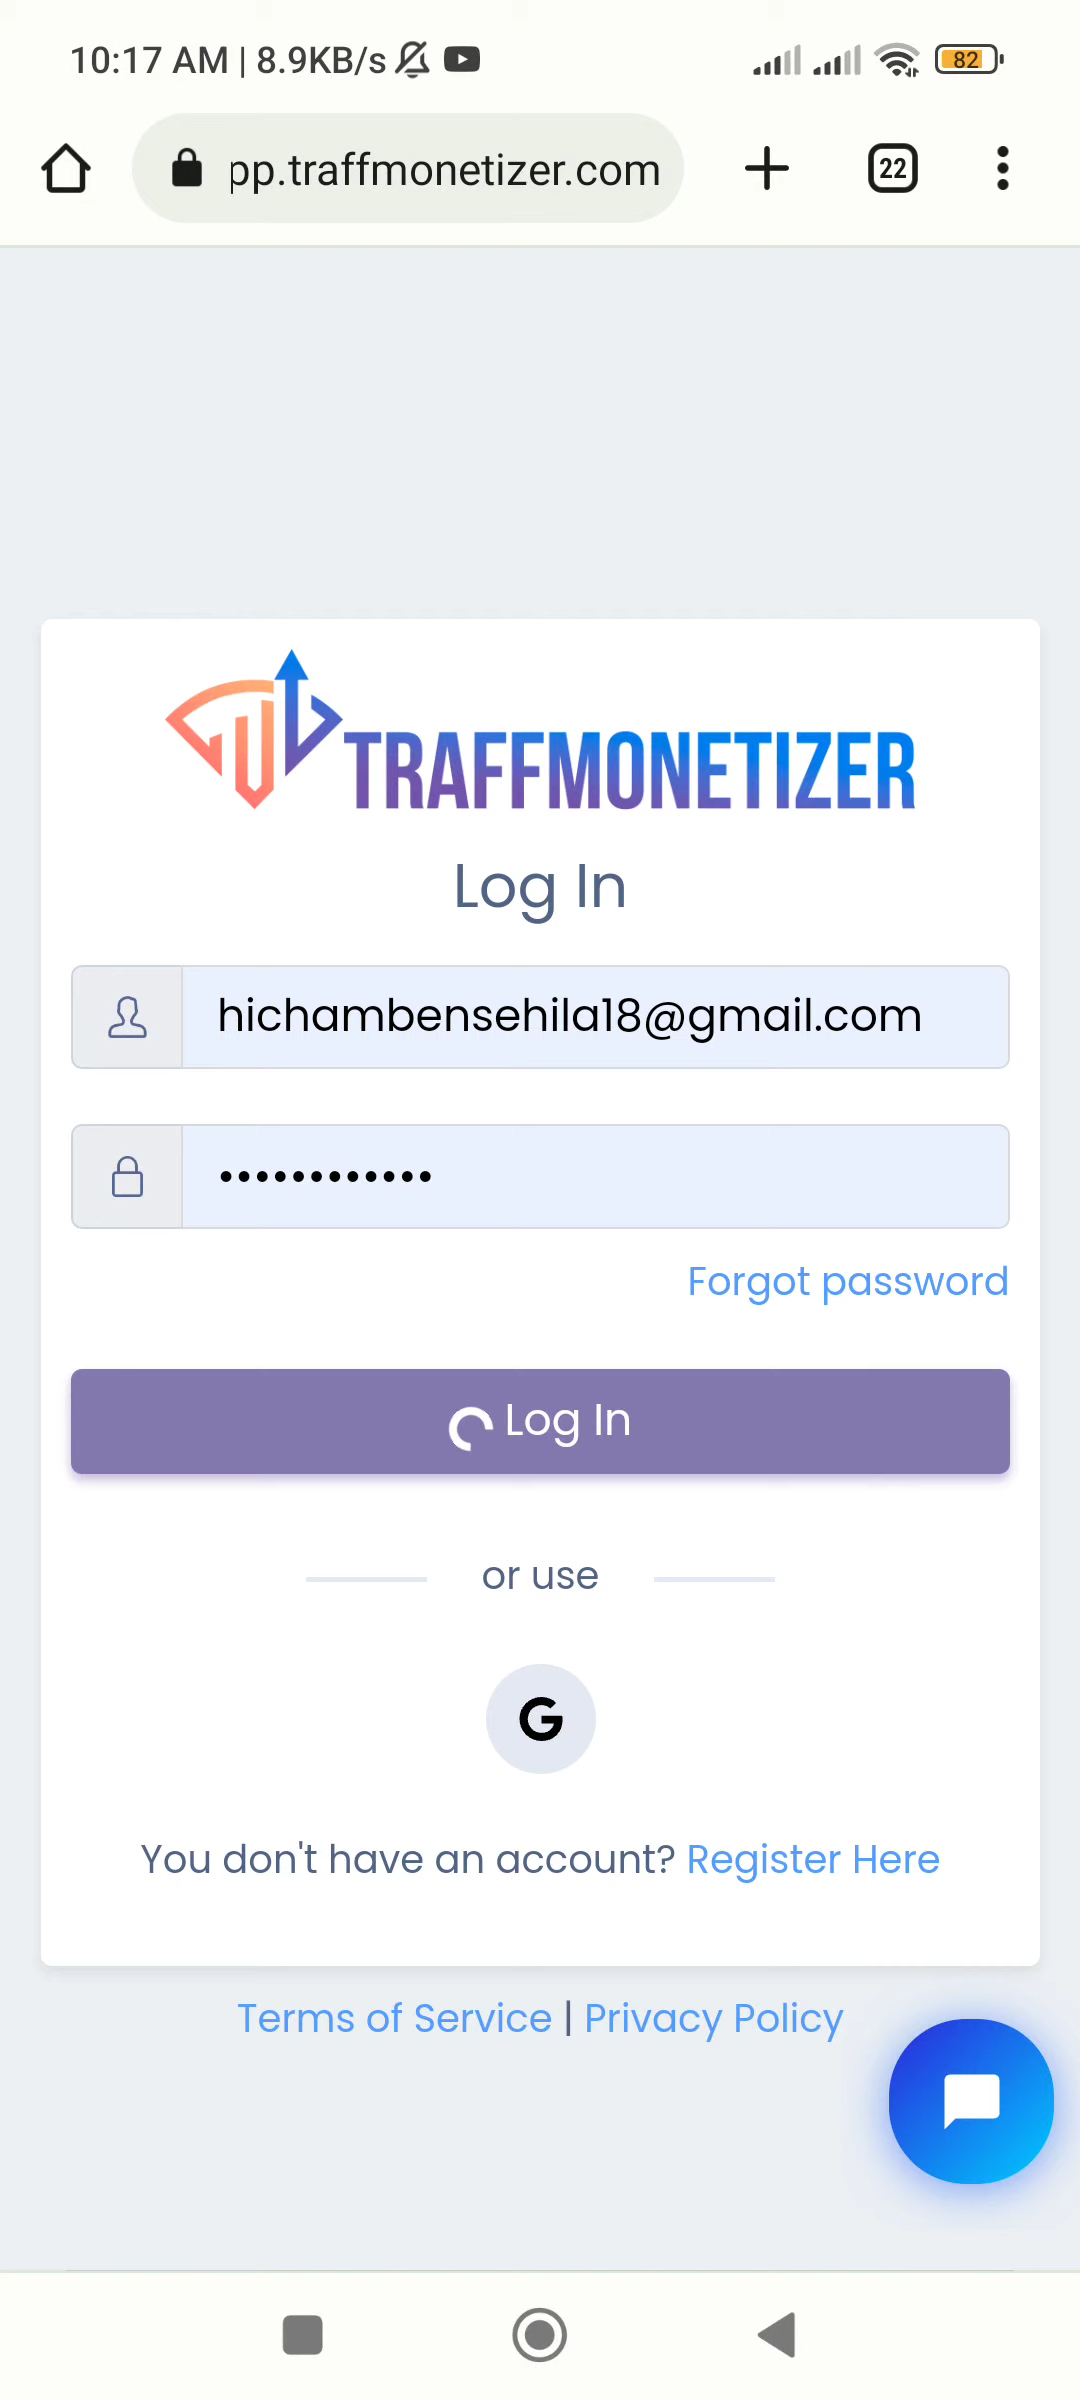 10:17 AM | 8.9KB/s
82
pp.traffmonetizer.com
22
TRAFFMONETIZER
Log In
hichambensehila18@gmail.com
••••••••••••
Forgot password
Log In
or use
G
You don't have an account? Register Here
Terms of Service | Privacy Policy